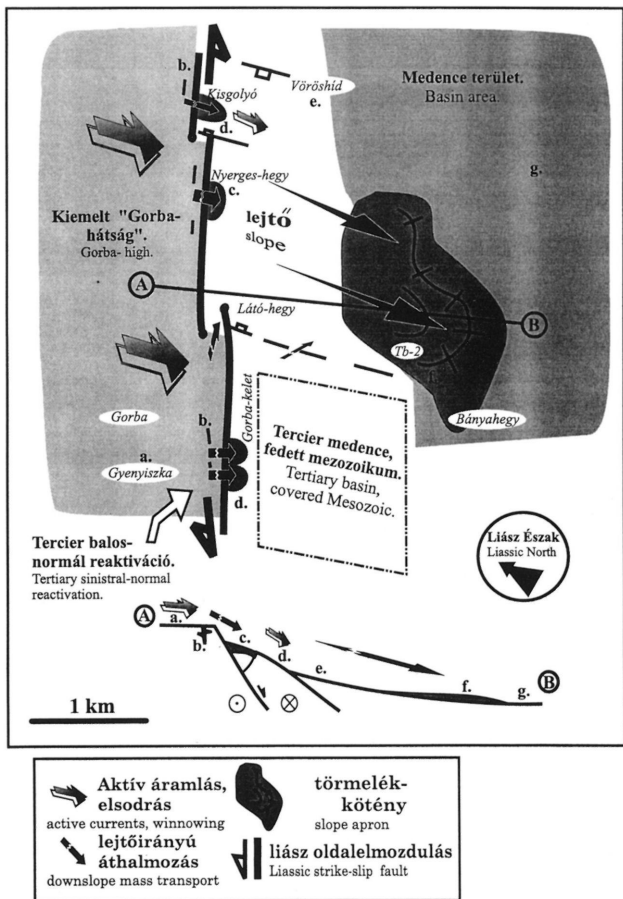 b.
Kisgolyó
d.
Vöröshíd
e.
Medence terület.
Basin area.
Nyerges-hegy
c.
g.
Kiemelt "Gorba-
hátság".
Gorba- high.
lejtő
slope
A
B
Látó-hegy
Tb-2
Gorba
b.
Gorba-kelet
Bányahegy
a.
Gyenyiszka
d.
Tercier medence,
fedett mezozoikum.
Tertiary basin,
covered Mesozoic.
Tercier balos-
normál reaktiváció.
Tertiary sinistral-normal
reactivation.
Liász Észak
Liassic North
A
a.
b.
c.
d.
e.
f.
g.
B
1 km
Aktív áramlás,
elsodrás
active currents, winnowing
lejtőirányú
áthalmozás
downslope mass transport
törmelék-
kötény
slope apron
liász oldalelmozdulás
Liassic strike-slip fault